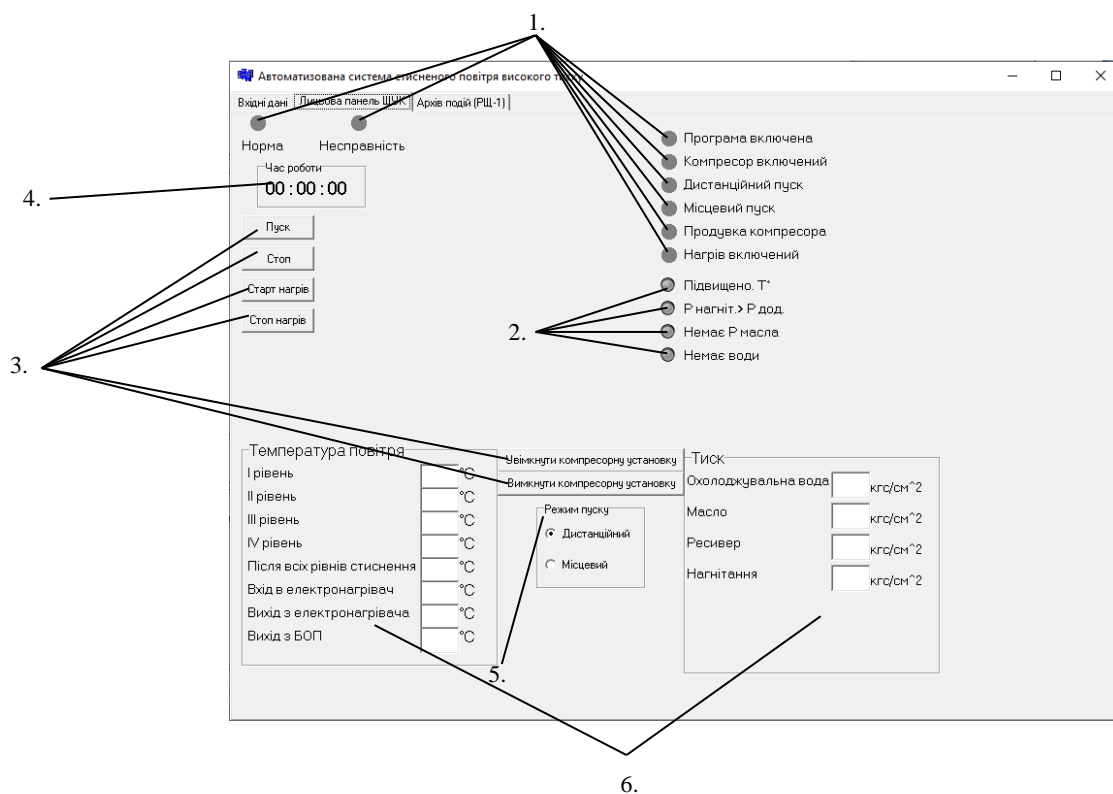 1.
Автоматизована система стисненого повітря високого тиску
Вхідні дані Лицьова панель ШУК Архів подій (РЩ-1)
Норма Несправність
Час роботи
00 : 00 : 00
4.
Пуск
Стоп
Старт нагрів
Стоп нагрів
3.
Програма включена
Компресор включений
Дистанційний пуск
Місцевий пуск
Продувка компресора
Нагрів включений
Підвищено. Т°
Р нагніт.> Р дод.
Немає Р масла
Немає води
2.
Температура повітря
I рівень °C
II рівень °C
III рівень °C
IV рівень °C
Після всіх рівнів стиснення °C
Вхід в електронагрівач °C
Вихід з електронагрівача °C
Вихід з БОП °C
Увімкнути компресорну установку
Вимкнути компресорну установку
Режим пуску
Дистанційний
Місцевий
5.
Тиск
Охолоджувальна вода кгс/см^2
Масло кгс/см^2
Ресивер кгс/см^2
Нагнітання кгс/см^2
6.